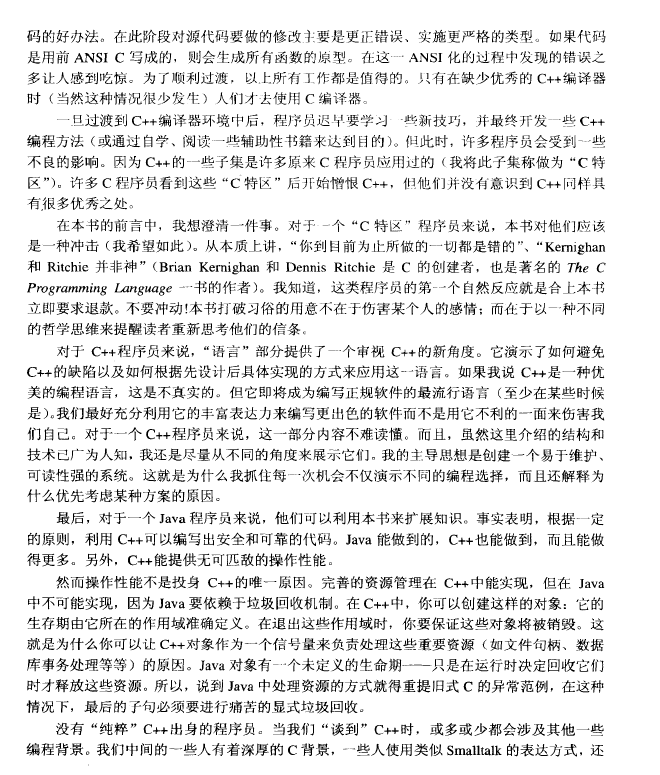 码的好办法。在此阶段对源代码要做的修改主要是更正错误、实施更严格的类型。如果代码
是用前 ANSI C 写成的，则会生成所有函数的原型。在这一 ANSI 化的过程中发现的错误之
多让人感到吃惊。为了顺利过渡，以上所有工作都是值得的。只有在缺少优秀的 C++编译器
时（当然这种情况很少发生）人们才去使用 C 编译器。
一旦过渡到 C++编译器环境中后，程序员迟早要学习一些新技巧，并最终开发一些 C++
编程方法（或通过自学、阅读一些辅助性书籍来达到目的）。但此时，许多程序员会受到一些
不良的影响。因为 C++的一些子集是许多原来 C 程序员应用过的（我将此子集称做为“C 特
区”）。许多 C 程序员看到这些“C 特区”后开始憎恨 C++，但他们并没有意识到 C++同样具
有很多优秀之处。
在本书的前言中，我想澄清一件事。对于一个“C 特区”程序员来说，本书对他们应该
是一种冲击（我希望如此）。从本质上讲，“你到目前为止所做的一切都是错的”、“Kernighan
和 Ritchie 并非神”（Brian Kernighan 和 Dennis Ritchie 是 C 的创建者，也是著名的 The C
Programming Language 一书的作者）。我知道，这类程序员的第一个自然反应就是合上本书
立即要求退款。不要冲动!本书打破习俗的用意不在于伤害某个人的感情；而在于以一种不同
的哲学思维来提醒读者重新思考他们的信条。
对于 C++程序员来说，“语言”部分提供了一个审视 C++的新角度。它演示了如何避免
C++的缺陷以及如何根据先设计后具体实现的方式来应用这一语言。如果我说 C++是一种优
美的编程语言，这是不真实的。但它即将成为编写正规软件的最流行语言（至少在某些时候
是）。我们最好充分利用它的丰富表达力来编写更出色的软件而不是用它不利的一面来伤害我
们自己。对于一个 C++程序员来说，这一部分内容不难读懂。而且，虽然这里介绍的结构和
技术已广为人知，我还是尽量从不同的角度来展示它们。我的主导思想是创建一个易于维护、
可读性强的系统。这就是为什么我抓住每一次机会不仅演示不同的编程选择，而且还解释为
什么优先考虑某种方案的原因。
最后，对于一个 Java 程序员来说，他们可以利用本书来扩展知识。事实表明，根据一定
的原则，利用 C++可以编写出安全和可靠的代码。Java 能做到的，C++也能做到，而且能做
得更多。另外，C++能提供无可匹敌的操作性能。
然而操作性能不是投身 C++的唯一原因。完善的资源管理在 C++中能实现，但在 Java
中不可能实现，因为 Java 要依赖于垃圾回收机制。在 C++中，你可以创建这样的对象：它的
生存期由它所在的作用域准确定义。在退出这些作用域时，你要保证这些对象将被销毁。这
就是为什么你可以让 C++对象作为一个信号量来负责处理这些重要资源（如文件句柄、数据
库事务处理等等）的原因。Java 对象有一个未定义的生命期——只是在运行时决定回收它们
时才释放这些资源。所以，说到 Java 中处理资源的方式就得重提旧式 C 的异常范例，在这种
情况下，最后的子句必须要进行痛苦的显式垃圾回收。
没有“纯粹”C++出身的程序员。当我们“谈到”C++时，或多或少都会涉及其他一些
编程背景。我们中间的一些人有着深厚的 C 背景，一些人使用类似 Smalltalk 的表达方式，还